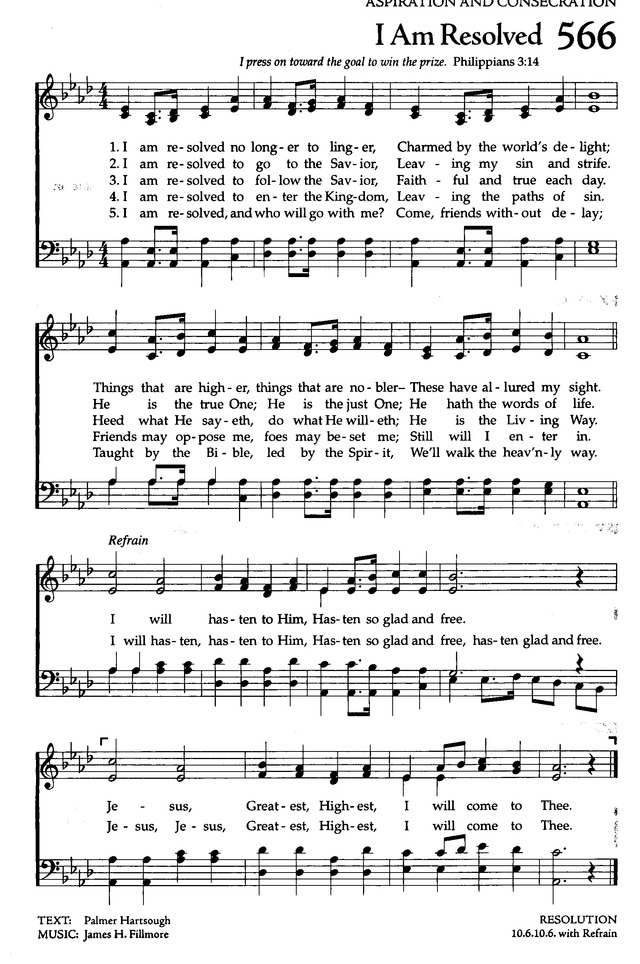 ASPIRATION AND CONSECRATION
I Am Resolved 566
I press on toward the goal to win the prize. Philippians 3:14
1. I am re-solved no long-er to ling-er, Charmed by the world's de-light;
2. I am re-solved to go to the Sav-ior, Leav-ing my sin and strife.
3. I am re-solved to fol-low the Sav-ior, Faith-ful and true each day.
4. I am re-solved to en-ter the King-dom, Leav-ing the paths of sin.
5. I am re-solved, and who will go with me? Come, friends with-out de-lay;
Things that are high-er, things that are no-bler– These have al-lured my sight.
He is the true One; He is the just One; He hath the words of life.
Heed what He say-eth, do what He will-eth; He is the Liv-ing Way.
Friends may op-pose me, foes may be-set me; Still will I en-ter in.
Taught by the Bi-ble, led by the Spir-it, We'll walk the heav'n-ly way.
Refrain
I will has-ten to Him, Has-ten so glad and free.
I will has-ten, has-ten to Him, Has-ten so glad and free, has-ten glad and free.
Je-sus, Great-est, High-est, I will come to Thee.
Je-sus, Je-sus, Great-est, High-est, I will come to Thee.
TEXT: Palmer Hartsough RESOLUTION
MUSIC: James H. Fillmore 10.6.10.6. with Refrain